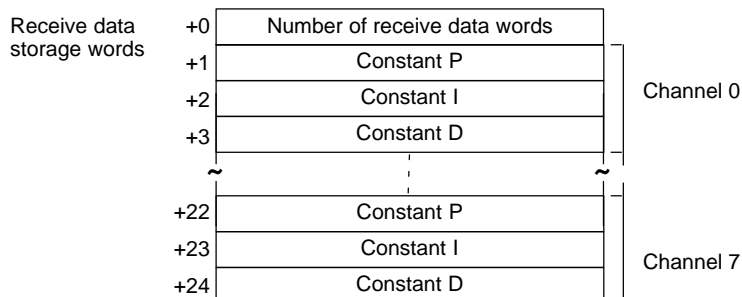 Receive data
storage words
+0 Number of receive data words
+1 Constant P
+2 Constant I
+3 Constant D
Channel 0
+22 Constant P
+23 Constant I
+24 Constant D
Channel 7